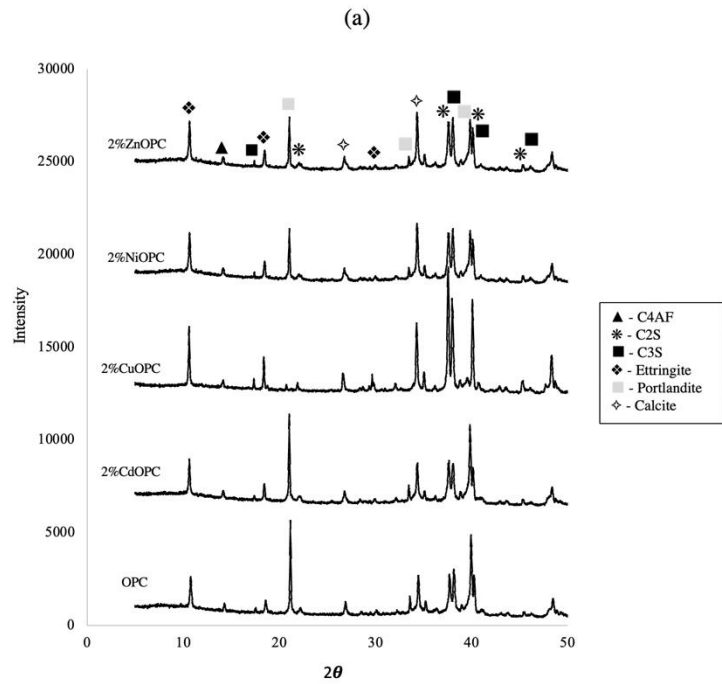 (a)
30000
2%ZnOPC
25000
2%NiOPC
20000
Intensity
2%CuOPC
15000
2%CdOPC
10000
5000
OPC
0
0 10 20 30 40 50
2θ
▲ - C4AF
⁕ - C2S
■ - C3S
❖ - Ettringite
■ - Portlandite
✧ - Calcite